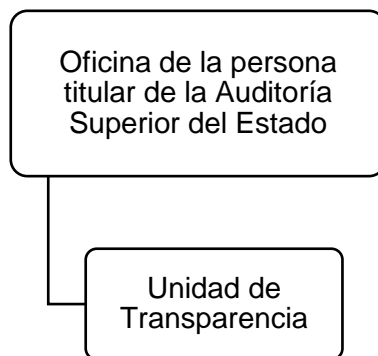 Oficina de la persona
titular de la Auditoría
Superior del Estado
Unidad de
Transparencia